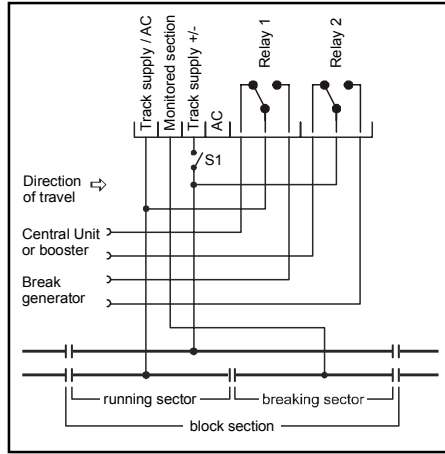 Track supply / AC
Monitored section
Track supply +/-
AC
Relay 1
Relay 2
S1
Direction
of travel
Central Unit
or booster
Break
generator
running sector
breaking sector
block section